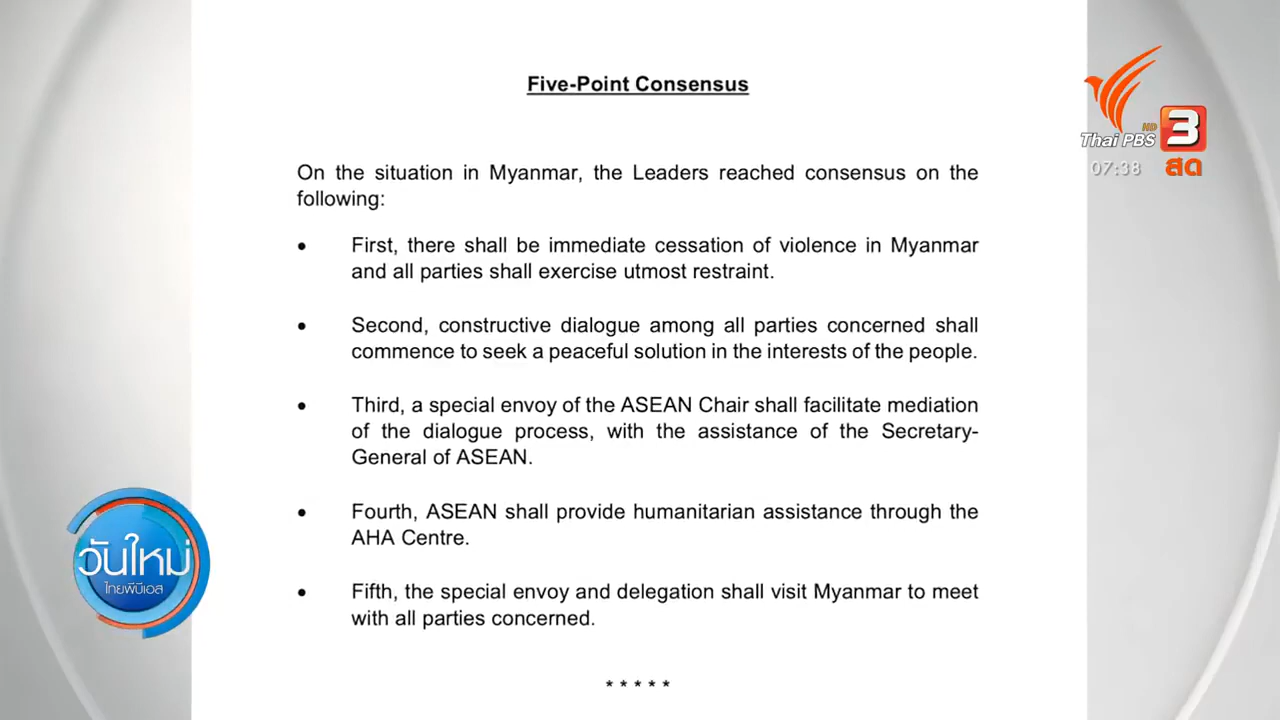 Five-Point Consensus
On the situation in Myanmar, the Leaders reached consensus on the
following:
• First, there shall be immediate cessation of violence in Myanmar
and all parties shall exercise utmost restraint.
• Second, constructive dialogue among all parties concerned shall
commence to seek a peaceful solution in the interests of the people.
• Third, a special envoy of the ASEAN Chair shall facilitate mediation
of the dialogue process, with the assistance of the Secretary-
General of ASEAN.
• Fourth, ASEAN shall provide humanitarian assistance through the
AHA Centre.
• Fifth, the special envoy and delegation shall visit Myanmar to meet
with all parties concerned.
* * * * *
Thai PBS HD 3
07:38 สด
วันใหม่
ไทยพีบีเอส